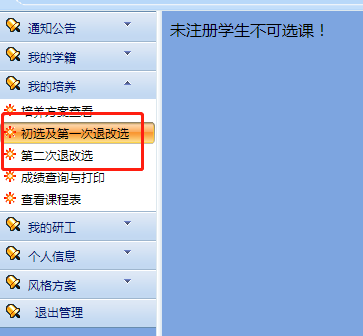 通知公告
我的学籍
我的培养
培养方案查看
初选及第一次退改选
第二次退改选
成绩查询与打印
查看课程表
我的研工
个人信息
风格方案
退出管理
未注册学生不可选课！